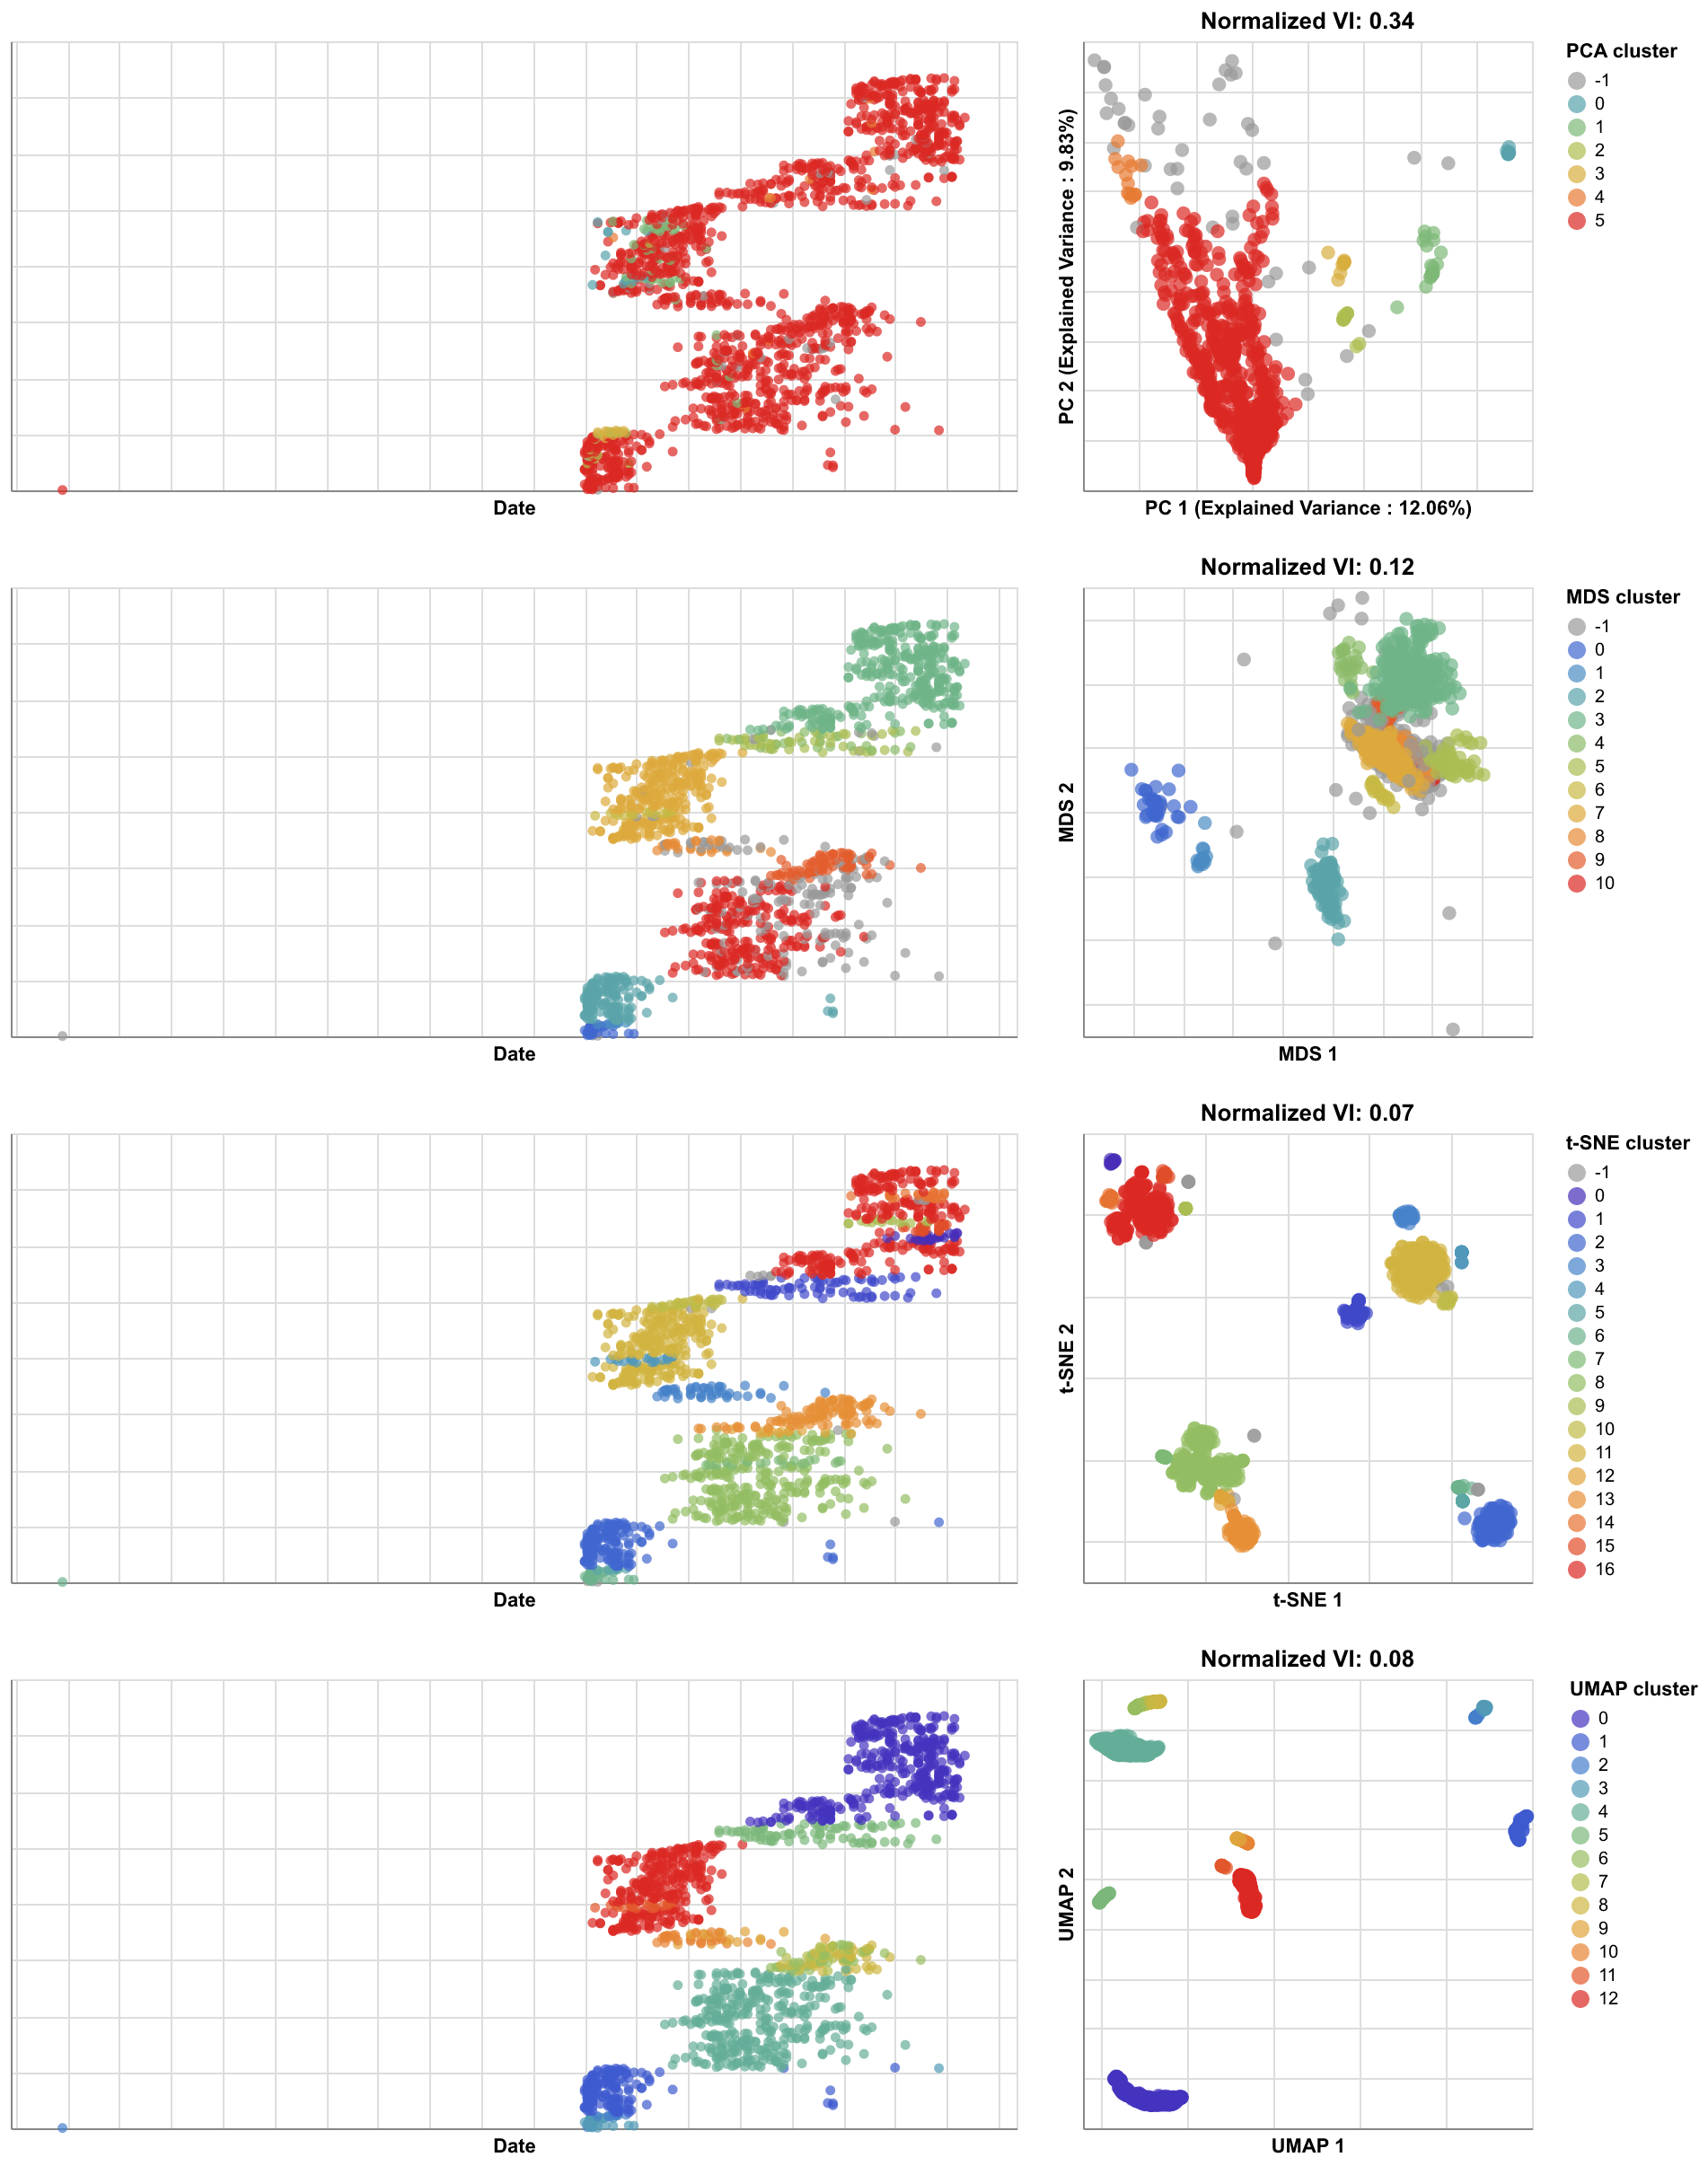 Normalized VI: 0.34
PC 2 (Explained Variance : 9.83%)
Date
PC 1 (Explained Variance : 12.06%)
PCA cluster
-1
0
1
2
3
4
5
Normalized VI: 0.12
MDS 2
Date
MDS 1
MDS cluster
-1
0
1
2
3
4
5
6
7
8
9
10
Normalized VI: 0.07
t-SNE 2
Date
t-SNE 1
t-SNE cluster
-1
0
1
2
3
4
5
6
7
8
9
10
11
12
13
14
15
16
Normalized VI: 0.08
UMAP 2
Date
UMAP 1
UMAP cluster
0
1
2
3
4
5
6
7
8
9
10
11
12